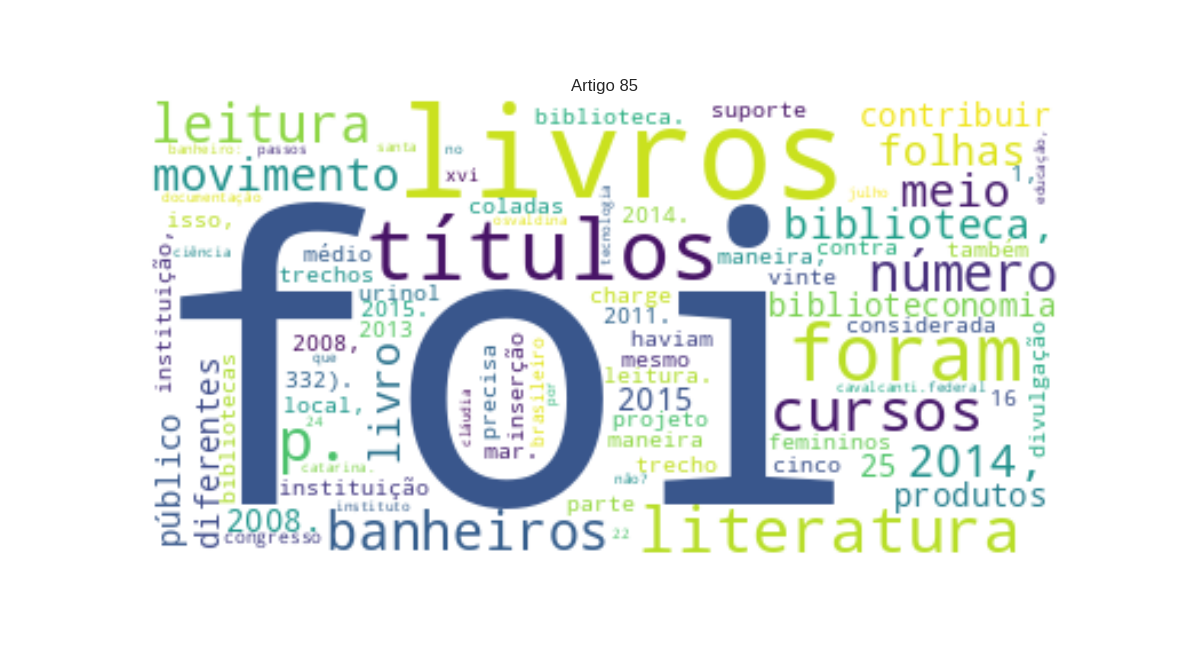 Artigo 85
leitura
livros
biblioteca.
suporte
contribuir
banheiro:
passos
santa
no
folhas
educação,
movimento
xvi
julho
meio
1,
documentação
coladas
osvaldina
tecnologia
2014.
biblioteca,
isso,
títulos
foi
contra
também
instituição,
ciência
médio
maneira,
número
trechos
vinte
urinol
charge
2015.
2011.
biblioteconomia
2013
considerada
2008,
haviam
foram
que
mesmo
divulgação
332).
livro
cláudia
precisa
inserção
brasileiro
por
leitura.
cavalcanti.federal
diferentes
bibliotecas
local,
2015
cursos
16
24
projeto
público
p.
mar.
maneira
femininos
catarina.
trecho
cinco
25
2014,
instituição
não?
produtos
instituto
parte
2008.
congresso
banheiros
22
literatura